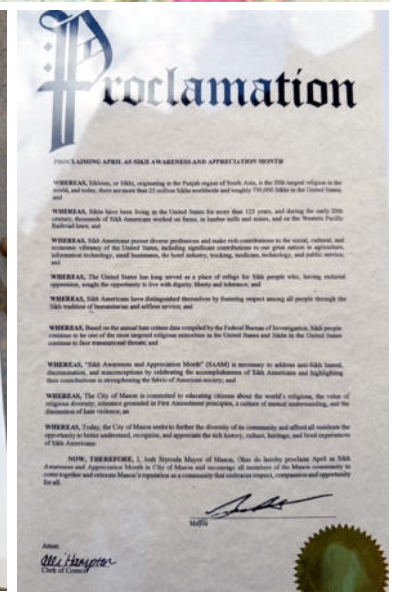 Proclamation
PROCLAIMING APRIL AS SIKH AWARENESS AND APPRECIATION MONTH
WHEREAS, Sikhism, or Sikhi, originating in the Punjab region of South Asia, is the fifth largest religion in the
world, and today, there are more than 25 million Sikhs worldwide and roughly 750,000 Sikhs in the United States;
and
WHEREAS, Sikhs have been living in the United States for more than 125 years, and during the early 20th
century, thousands of Sikh Americans worked on farms, in lumber mills and mines, and on the Western Pacific
Railroad lines; and
WHEREAS, Sikh Americans pursue diverse professions and make rich contributions to the social, cultural, and
economic vibrancy of the United States, including significant contributions to our great nation in agriculture,
information technology, small businesses, the hotel industry, trucking, medicine, technology, and public service;
and
WHEREAS, The United States has long served as a place of refuge for Sikh people who, having endured
oppression, sought the opportunity to live with dignity, liberty and tolerance; and
WHEREAS, Sikh Americans have distinguished themselves by fostering respect among all people through the
Sikh tradition of humanitarian and selfless service; and
WHEREAS, Based on the annual hate crimes data compiled by the Federal Bureau of Investigation, Sikh people
continue to be one of the most targeted religious minorities in the United States and Sikhs in the United States
continue to face transnational threats; and
WHEREAS, "Sikh Awareness and Appreciation Month" (SAAM) is necessary to address anti-Sikh hatred,
discrimination, and misconceptions by celebrating the accomplishments of Sikh Americans and highlighting
their contributions in strengthening the fabric of American society; and
WHEREAS, The City of Mason is committed to educating citizens about the world's religions, the value of
religious diversity, tolerance grounded in First Amendment principles, a culture of mutual understanding, and the
diminution of hate violence; an
WHEREAS, Today, the City of Mason seeks to further the diversity of its community and afford all residents the
opportunity to better understand, recognize, and appreciate the rich history, culture, heritage, and lived experiences
of Sikh Americans.
NOW, THEREFORE, I, Mayor of Mason, Ohio do hereby proclaim April as Sikh
Awareness and Appreciation Month in City of Mason and encourage all members of the Mason community to
come together and reiterate Mason's reputation as a community that embraces respect, compassion and opportunity
for all.
Mayor
Attest:
Alli Hampton
Clerk of Council